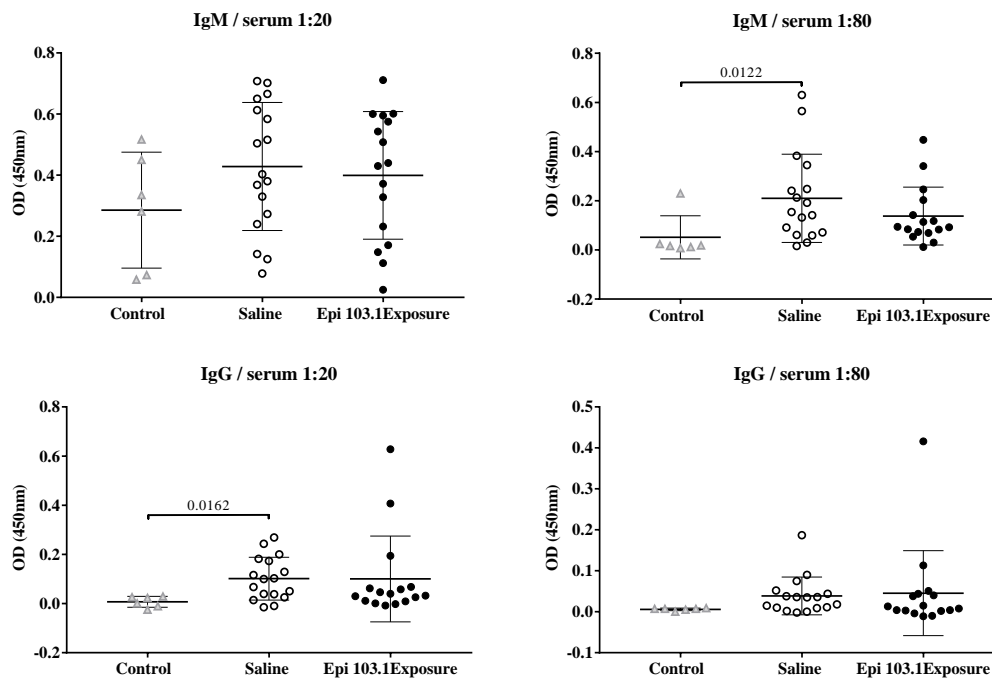 IgM / serum 1:20
OD (450nm)
0.8
0.6
0.4
0.2
0.0
Control Saline Epi 103.1Exposure
IgM / serum 1:80
OD (450nm)
0.8
0.6
0.4
0.2
0.0
-0.2
0.0122
Control Saline Epi 103.1Exposure
IgG / serum 1:20
OD (450nm)
0.8
0.6
0.4
0.2
0.0
-0.2
0.0162
Control Saline Epi 103.1Exposure
IgG / serum 1:80
OD (450nm)
0.5
0.4
0.3
0.2
0.1
0.0
-0.1
Control Saline Epi 103.1Exposure